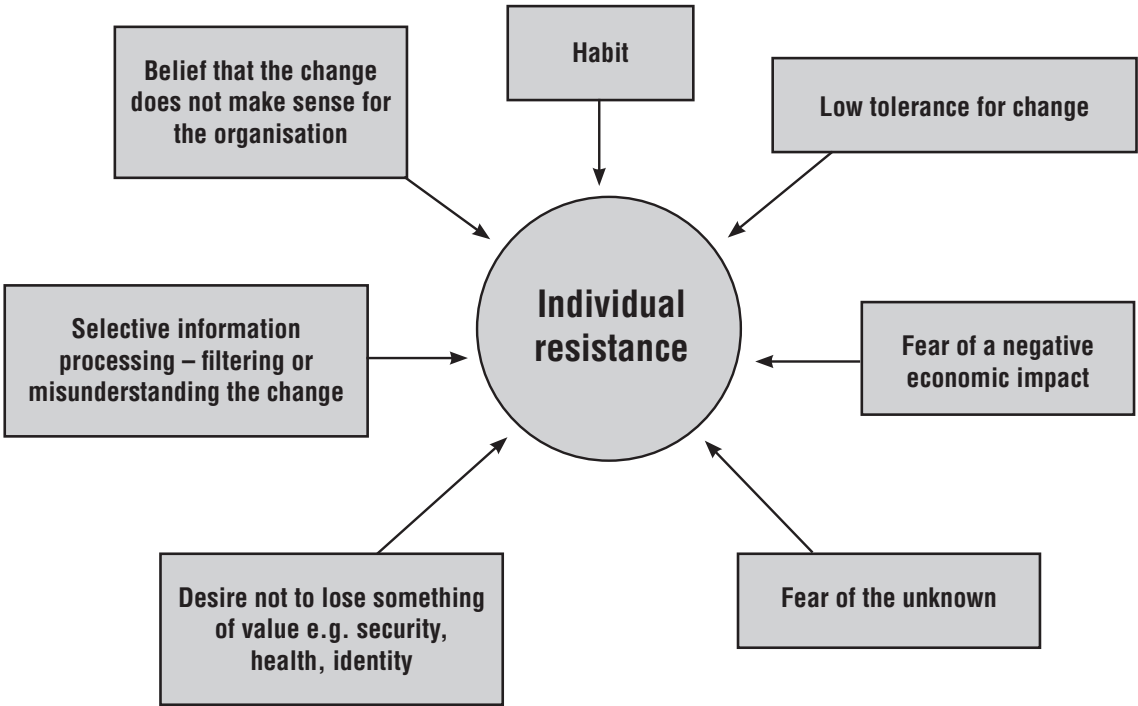 Habit
Belief that the change
does not make sense for
the organisation
Low tolerance for change
Individual
resistance
Selective information
processing – filtering or
misunderstanding the change
Fear of a negative
economic impact
Desire not to lose something
of value e.g. security,
health, identity
Fear of the unknown